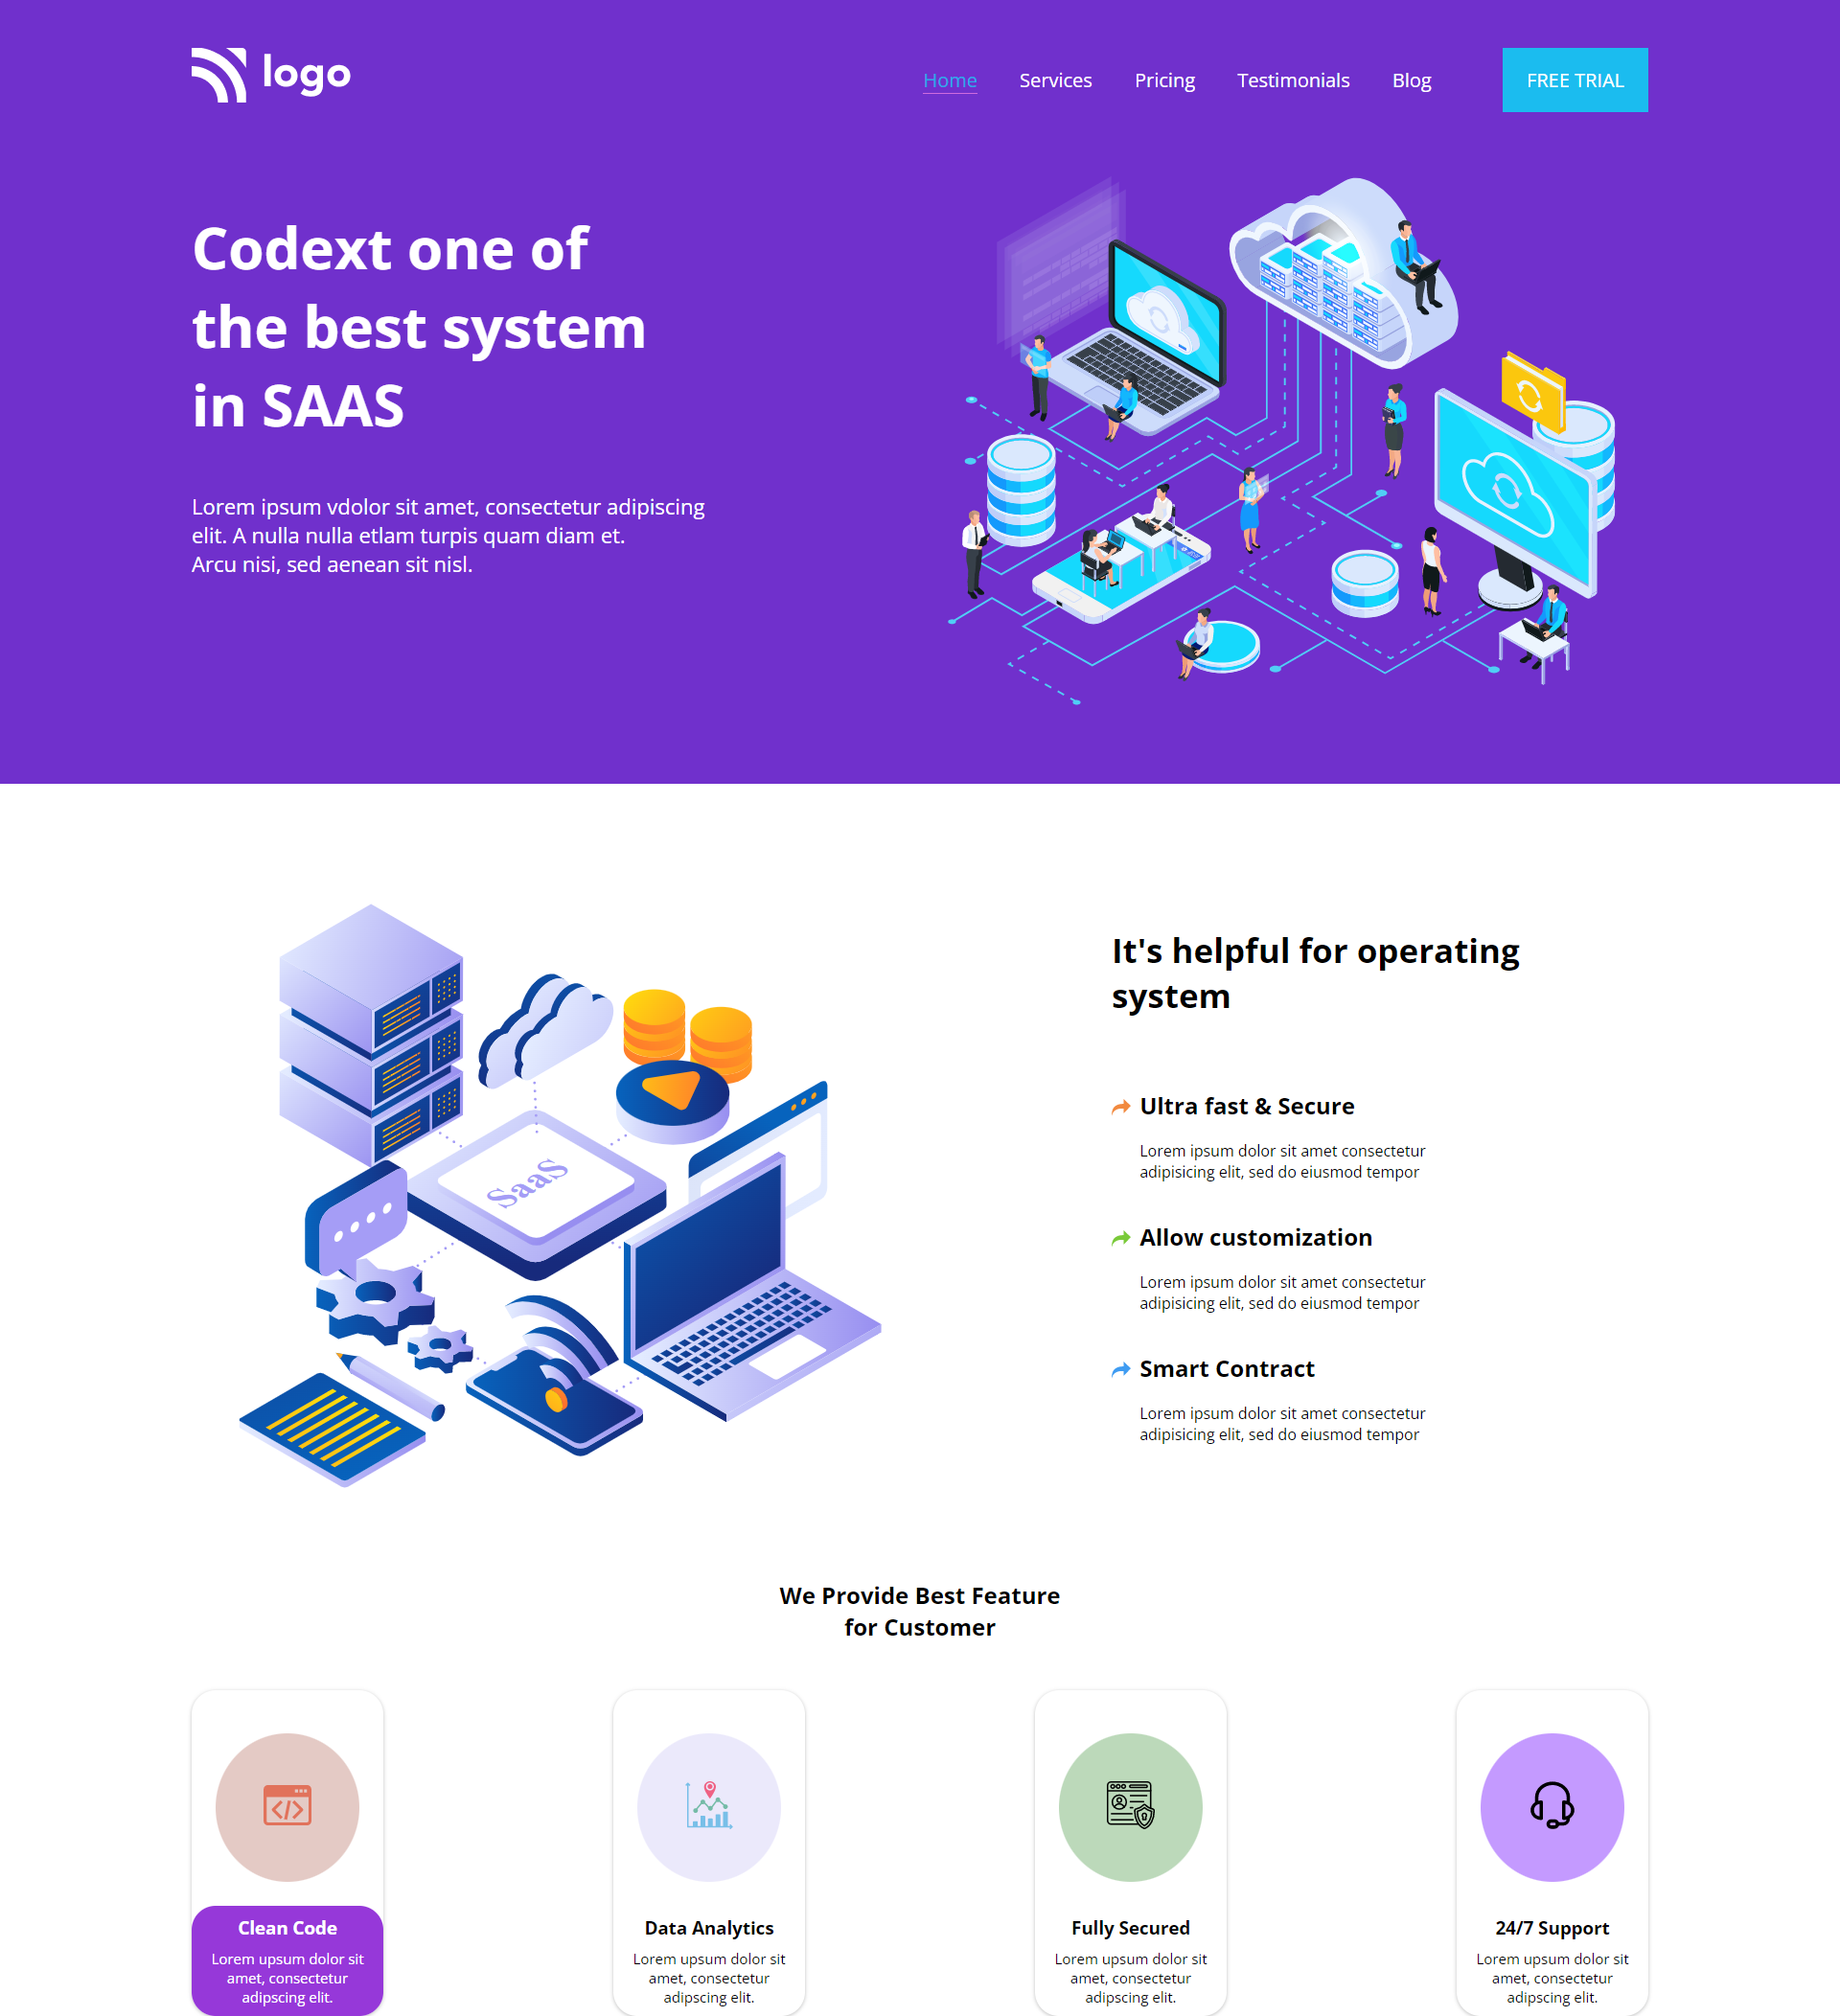 logo
Home Services Pricing Testimonials Blog FREE TRIAL
Codext one of
the best system
in SAAS
Lorem ipsum vdolor sit amet, consectetur adipiscing
elit. A nulla nulla etlam turpis quam diam et.
Arcu nisi, sed aenean sit nisl.
SaaS
It's helpful for operating
system
Ultra fast & Secure
Lorem ipsum dolor sit amet consectetur
adipisicing elit, sed do eiusmod tempor
Allow customization
Lorem ipsum dolor sit amet consectetur
adipisicing elit, sed do eiusmod tempor
Smart Contract
Lorem ipsum dolor sit amet consectetur
adipisicing elit, sed do eiusmod tempor
We Provide Best Feature
for Customer
Clean Code
Lorem upsum dolor sit
amet, consectetur
adipscing elit.
Data Analytics
Lorem upsum dolor sit
amet, consectetur
adipscing elit.
Fully Secured
Lorem upsum dolor sit
amet, consectetur
adipscing elit.
24/7 Support
Lorem upsum dolor sit
amet, consectetur
adipscing elit.